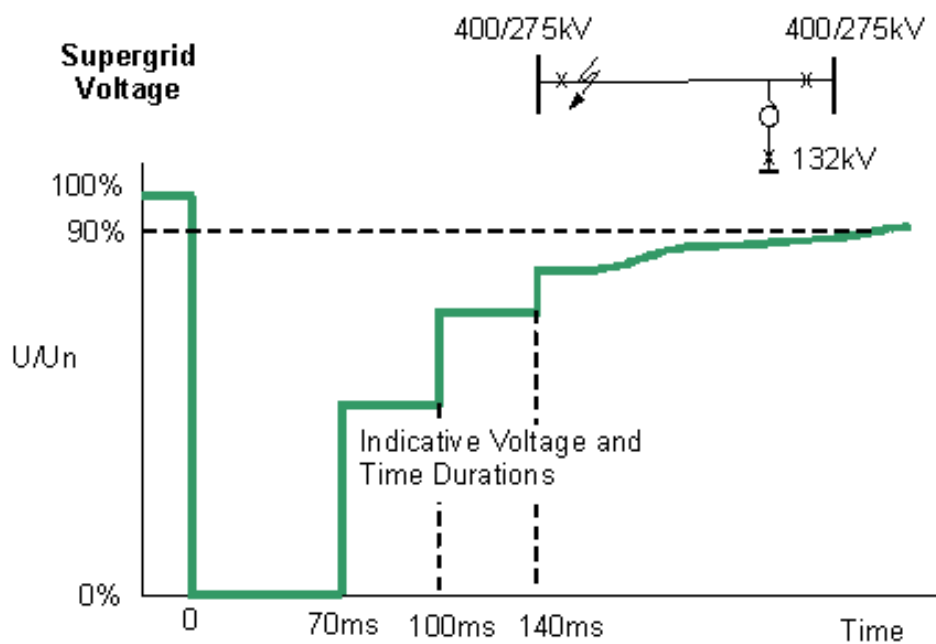 400/275kV
400/275kV
Supergrid
Voltage
132kV
100%
90%
U/Un
Indicative Voltage and
Time Durations
0%
0
70ms
100ms
140ms
Time